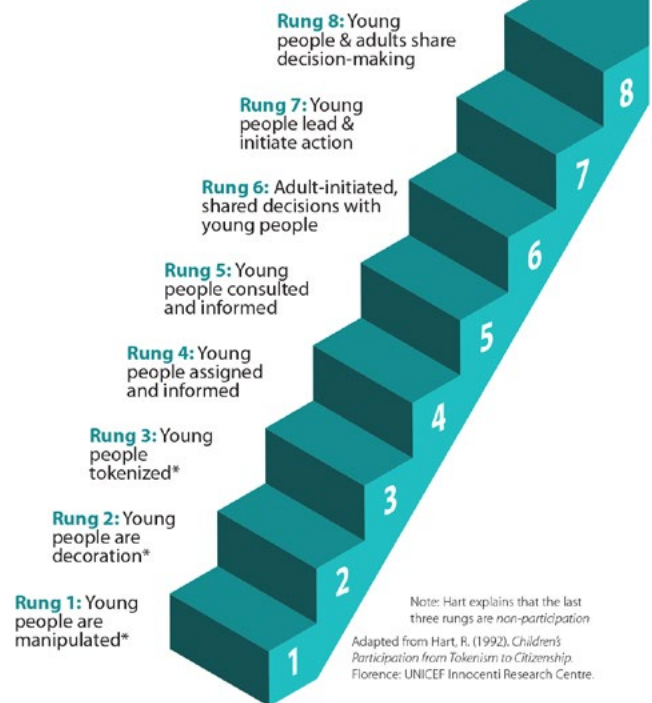 Rung 8: Young
people & adults share
decision-making
8
Rung 7: Young
people lead &
initiate action
7
Rung 6: Adult-initiated,
shared decisions with
young people
6
Rung 5: Young
people consulted
and informed
5
Rung 4: Young
people assigned
and informed
4
Rung 3: Young
people
tokenized*
3
Rung 2: Young
people are
decoration*
2
Rung 1: Young
people are
manipulated*
1
Note: Hart explains that the last
three rungs are non-participation
Adapted from Hart, R. (1992). Children's
Participation from Tokenism to Citizenship.
Florence: UNICEF Innocenti Research Centre.